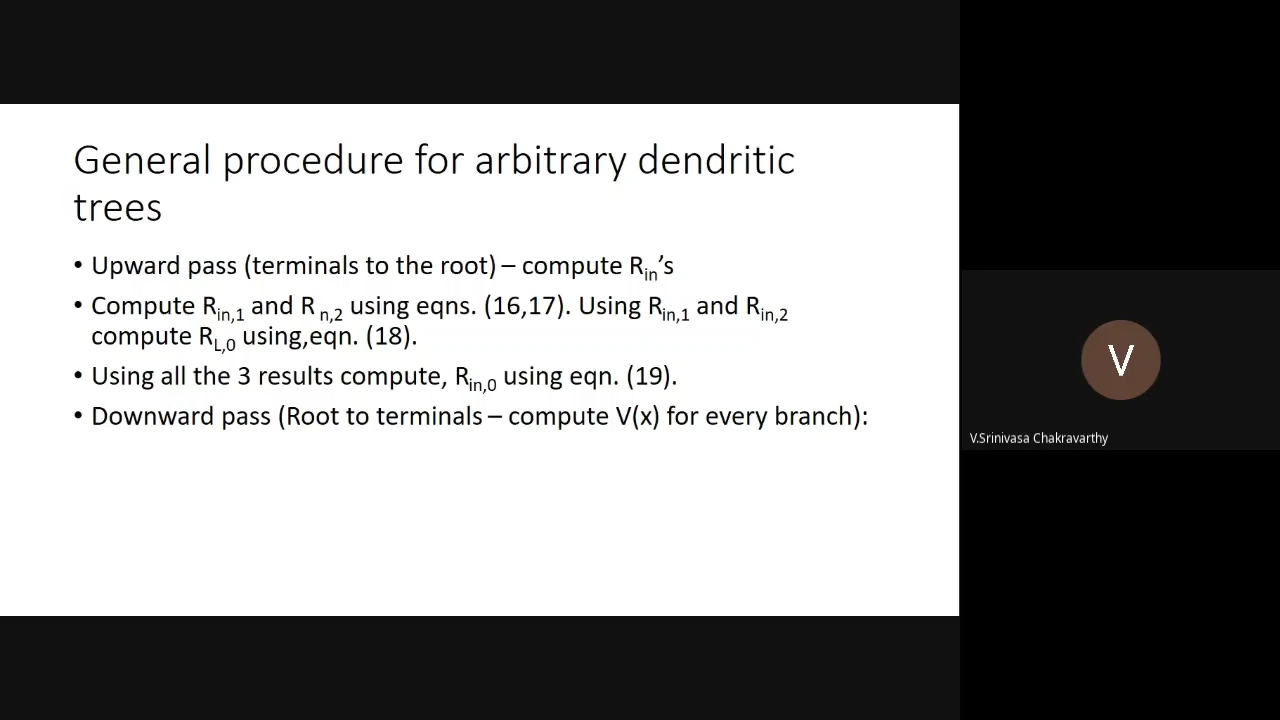 General procedure for arbitrary dendritic
trees
• Upward pass (terminals to the root) – compute Rin's
• Compute Rin,1 and R n,2 using eqns. (16,17). Using Rin,1 and Rin,2
compute RL,0 using,eqn. (18).
• Using all the 3 results compute, Rin,0 using eqn. (19).
• Downward pass (Root to terminals – compute V(x) for every branch):
V
V.Srinivasa Chakravarthy